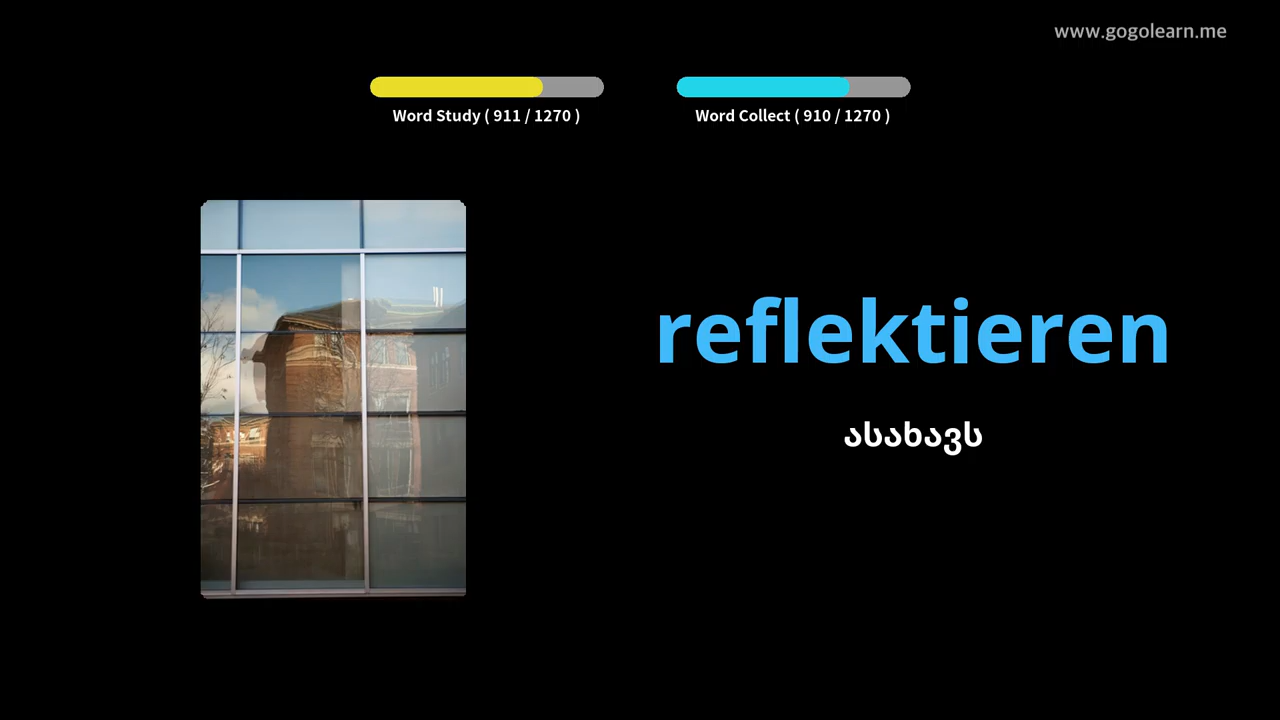 www.gogolearn.me
Word Study ( 911 / 1270 )
Word Collect ( 910 / 1270 )
reflektieren
ასახავს